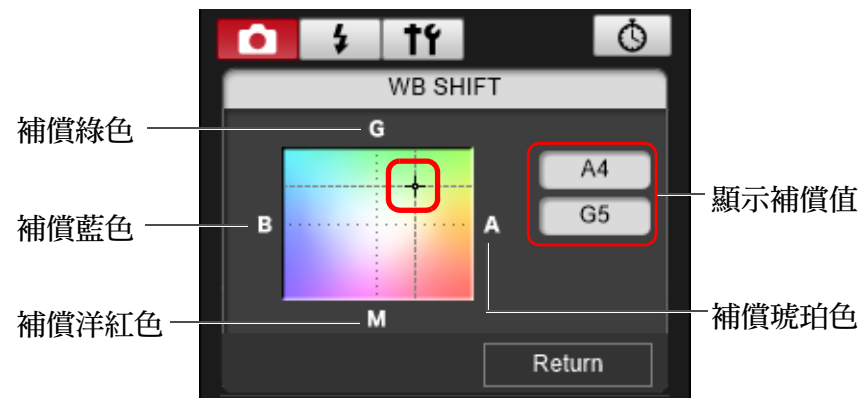 WB SHIFT
補償綠色
G
A4
顯示補償值
補償藍色
B
A
G5
補償洋紅色
M
補償琥珀色
Return